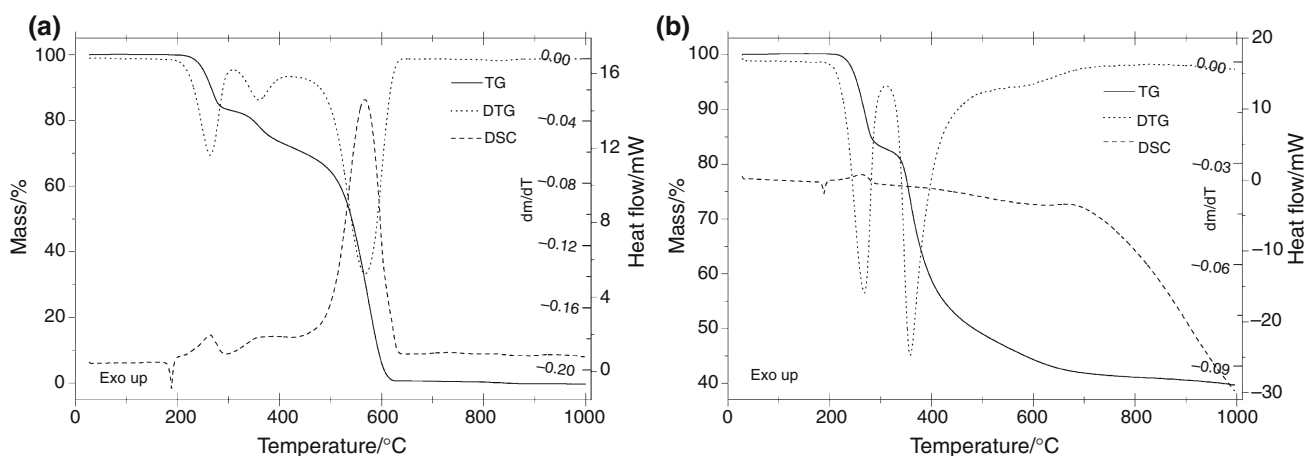 (a)
100
80
60
40
20
0
Mass/%
0
200
400
600
800
1000
Temperature/°C
TG
DTG
DSC
Exo up
0.00
−0.04
−0.08
−0.12
−0.16
−0.20
dm/dT
16
12
8
4
0
Heat flow/mW
(b)
100
90
80
70
60
50
40
Mass/%
0
200
400
600
800
1000
Temperature/°C
TG
DTG
DSC
Exo up
0.00
−0.03
−0.06
−0.09
dm/dT
20
10
0
−10
−20
−30
Heat flow/mW